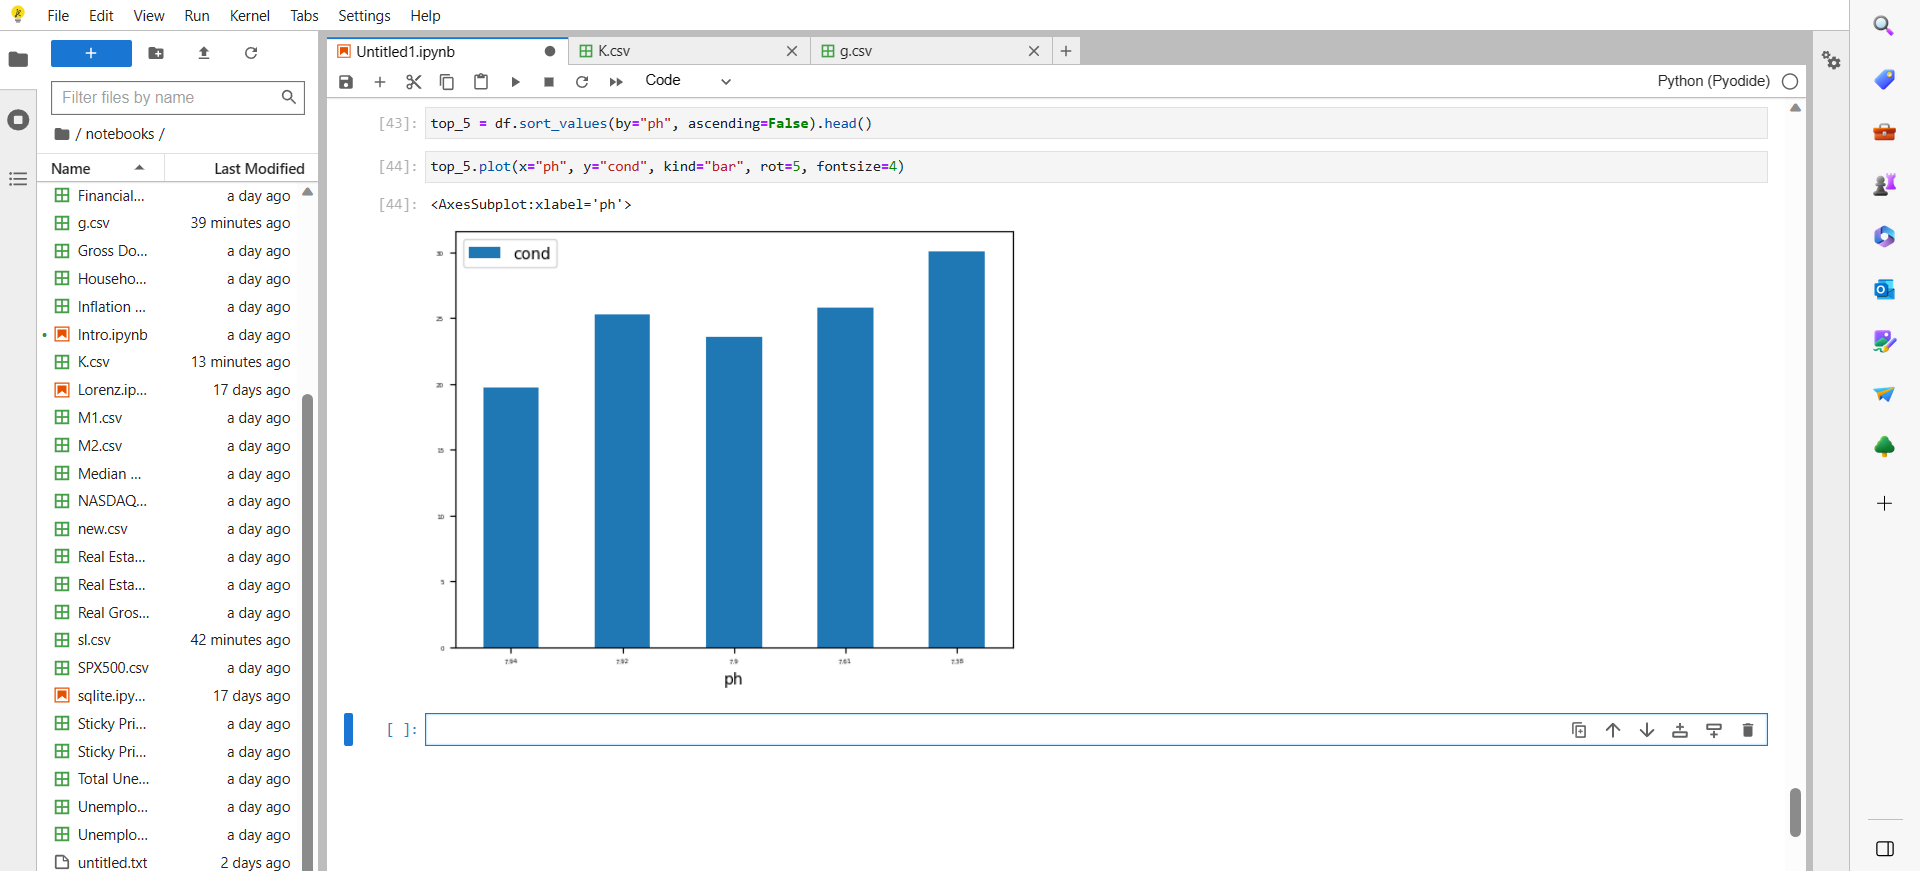 File Edit View Run Kernel Tabs Settings Help
Filter files by name
/ notebooks /
Name Last Modified
Financial... a day ago
g.csv 39 minutes ago
Gross Do... a day ago
Househo... a day ago
Inflation ... a day ago
Intro.ipynb a day ago
K.csv 13 minutes ago
Lorenz.ip... 17 days ago
M1.csv a day ago
M2.csv a day ago
Median ... a day ago
NASDAQ... a day ago
new.csv a day ago
Real Esta... a day ago
Real Esta... a day ago
Real Gros... a day ago
sl.csv 42 minutes ago
SPX500.csv a day ago
sqlite.ipy... 17 days ago
Sticky Pri... a day ago
Sticky Pri... a day ago
Total Une... a day ago
Unemplo... a day ago
Unemplo... a day ago
untitled.txt 2 days ago
Untitled1.ipynb K.csv g.csv
Code Python (Pyodide)
[43]: top_5 = df.sort_values(by="ph", ascending=False).head()
[44]: top_5.plot(x="ph", y="cond", kind="bar", rot=5, fontsize=4)
[44]: <AxesSubplot:xlabel='ph'>
cond
30
25
20
15
10
5
0
7.94 7.92 7.9 7.61 7.38
ph
[ ]: